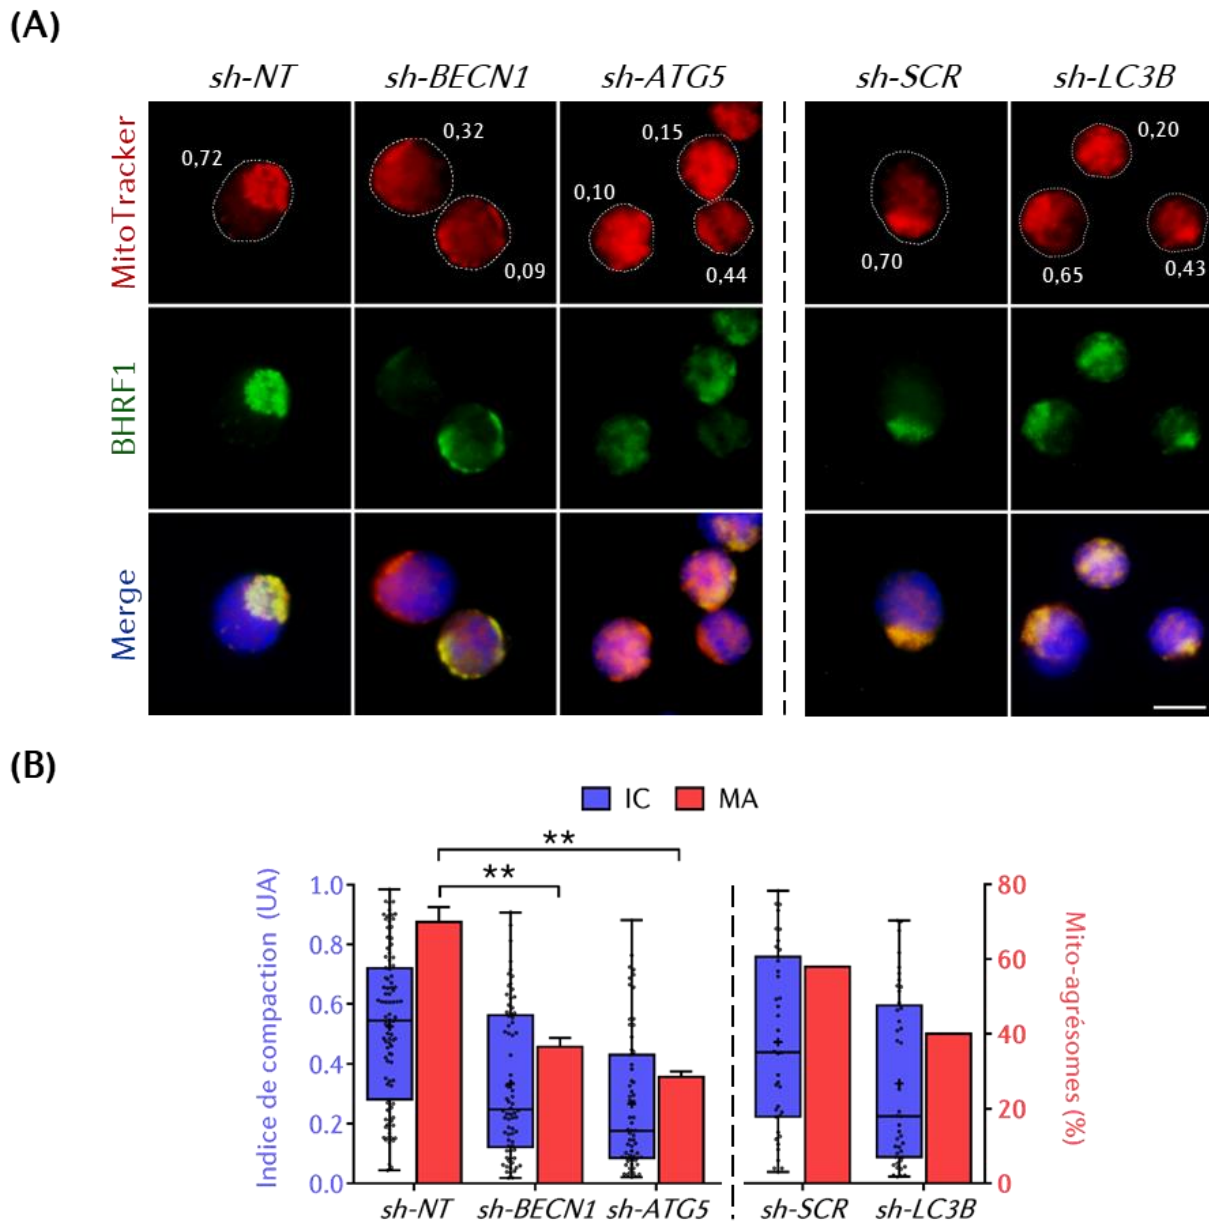 (A)
sh-NT sh-BECN1 sh-ATG5 sh-SCR sh-LC3B
MitoTracker
0,72
0,32
0,09
0,15
0,10
0,44
0,70
0,20
0,65
0,43
BHRF1
Merge
(B)
IC MA
**
**
Indice de compaction (UA)
1.0
0.8
0.6
0.4
0.2
0.0
80
60
40
20
0
Mito-agrésomes (%)
sh-NT sh-BECN1 sh-ATG5 sh-SCR sh-LC3B